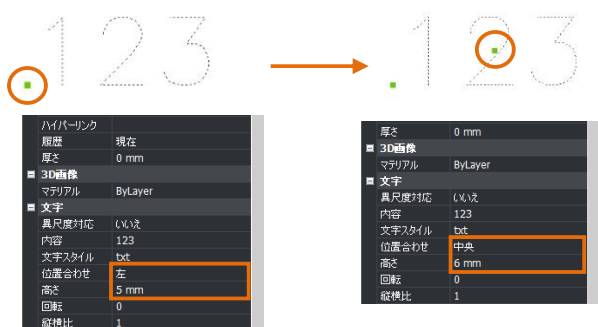 123
123
ハイパーリンク
履歴 現在
厚さ 0 mm
3D画像
マテリアル ByLayer
文字
異尺度対応 いいえ
内容 123
文字スタイル txt
位置合わせ 左
高さ 5 mm
回転 0
縦横比 1
厚さ 0 mm
3D画像
マテリアル ByLayer
文字
異尺度対応 いいえ
内容 123
文字スタイル txt
位置合わせ 中央
高さ 6 mm
回転 0
縦横比 1